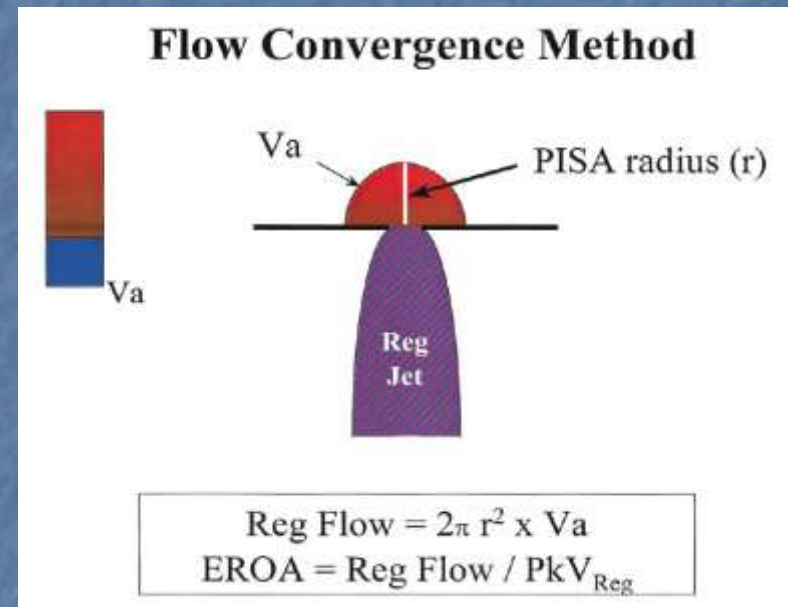 Flow Convergence Method
Va
PISA radius (r)
Va
Reg
Jet
Reg Flow = 2π r² x Va
EROA = Reg Flow / PkV_Reg